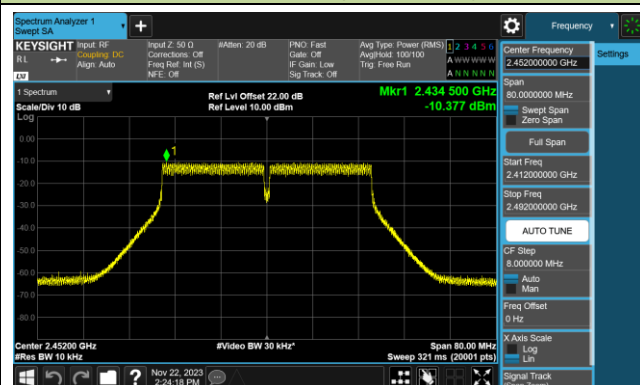 Spectrum Analyzer 1
Swept SA
Frequency
KEYSIGHT
RL
Input: RF
Coupling: DC
Align: Auto
Input Z: 50 Ω
Corrections: Off
Freq Ref: Int (S)
NFE: Off
#Atten: 20 dB
PNO: Fast
Gate: Off
IF Gain: Low
Sig Track: Off
Avg Type: Power (RMS)
Avg|Hold: 100/100
Trig: Free Run
1 2 3 4 5 6
A W W W W W
A N N N N N
LXI
1 Spectrum
Scale/Div 10 dB
Log
Ref Lvl Offset 22.00 dB
Ref Level 10.00 dBm
Mkr1 2.434 500 GHz
-10.377 dBm
1
0.00
-10.0
-20.0
-30.0
-40.0
-50.0
-60.0
-70.0
-80.0
Center 2.45200 GHz
#Res BW 10 kHz
#Video BW 30 kHz*
Span 80.00 MHz
Sweep 321 ms (20001 pts)
Nov 22, 2023
2:24:18 PM
Center Frequency
2.452000000 GHz
Settings
Span
80.0000000 MHz
Swept Span
Zero Span
Full Span
Start Freq
2.412000000 GHz
Stop Freq
2.492000000 GHz
AUTO TUNE
CF Step
8.000000 MHz
Auto
Man
Freq Offset
0 Hz
X Axis Scale
Log
Lin
Signal Track
(Span Zoom)